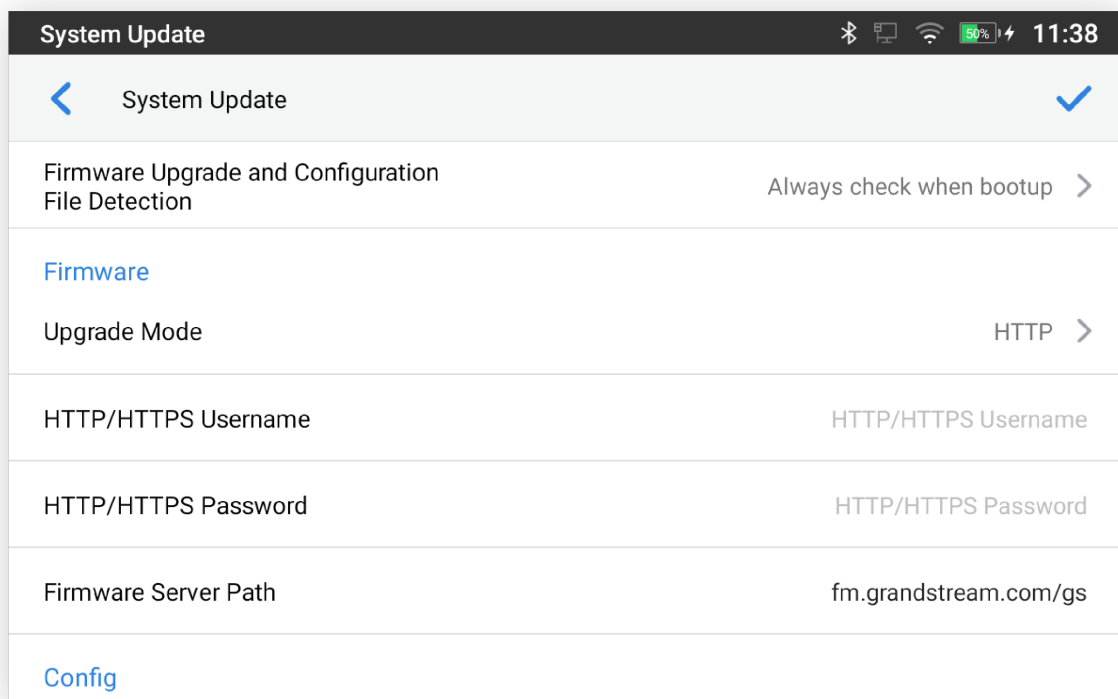 System Update
50%
11:38
System Update
Firmware Upgrade and Configuration
File Detection
Always check when bootup
Firmware
Upgrade Mode
HTTP
HTTP/HTTPS Username
HTTP/HTTPS Username
HTTP/HTTPS Password
HTTP/HTTPS Password
Firmware Server Path
fm.grandstream.com/gs
Config